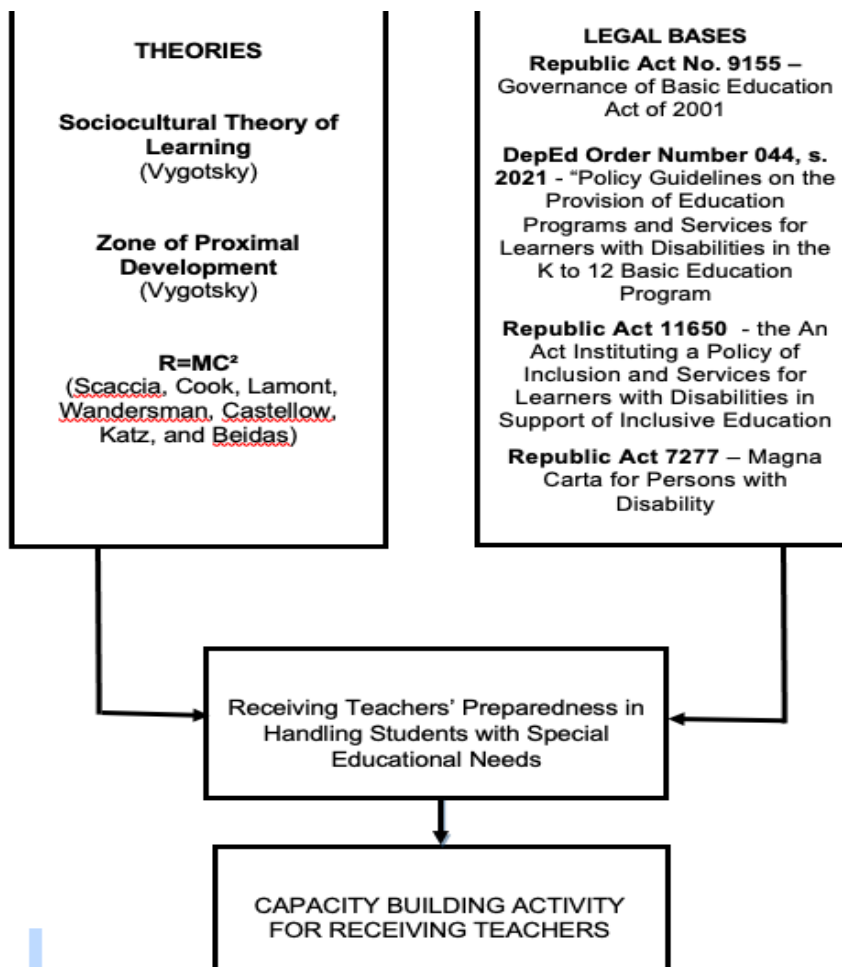 THEORIES
Sociocultural Theory of
Learning
(Vygotsky)
Zone of Proximal
Development
(Vygotsky)
R=MC²
(Scaccia, Cook, Lamont,
Wandersman, Castellow,
Katz, and Beidas)
LEGAL BASES
Republic Act No. 9155 –
Governance of Basic Education
Act of 2001
DepEd Order Number 044, s.
2021 - “Policy Guidelines on the
Provision of Education
Programs and Services for
Learners with Disabilities in the
K to 12 Basic Education
Program
Republic Act 11650 - the An
Act Instituting a Policy of
Inclusion and Services for
Learners with Disabilities in
Support of Inclusive Education
Republic Act 7277 – Magna
Carta for Persons with
Disability
Receiving Teachers’ Preparedness in
Handling Students with Special
Educational Needs
CAPACITY BUILDING ACTIVITY
FOR RECEIVING TEACHERS